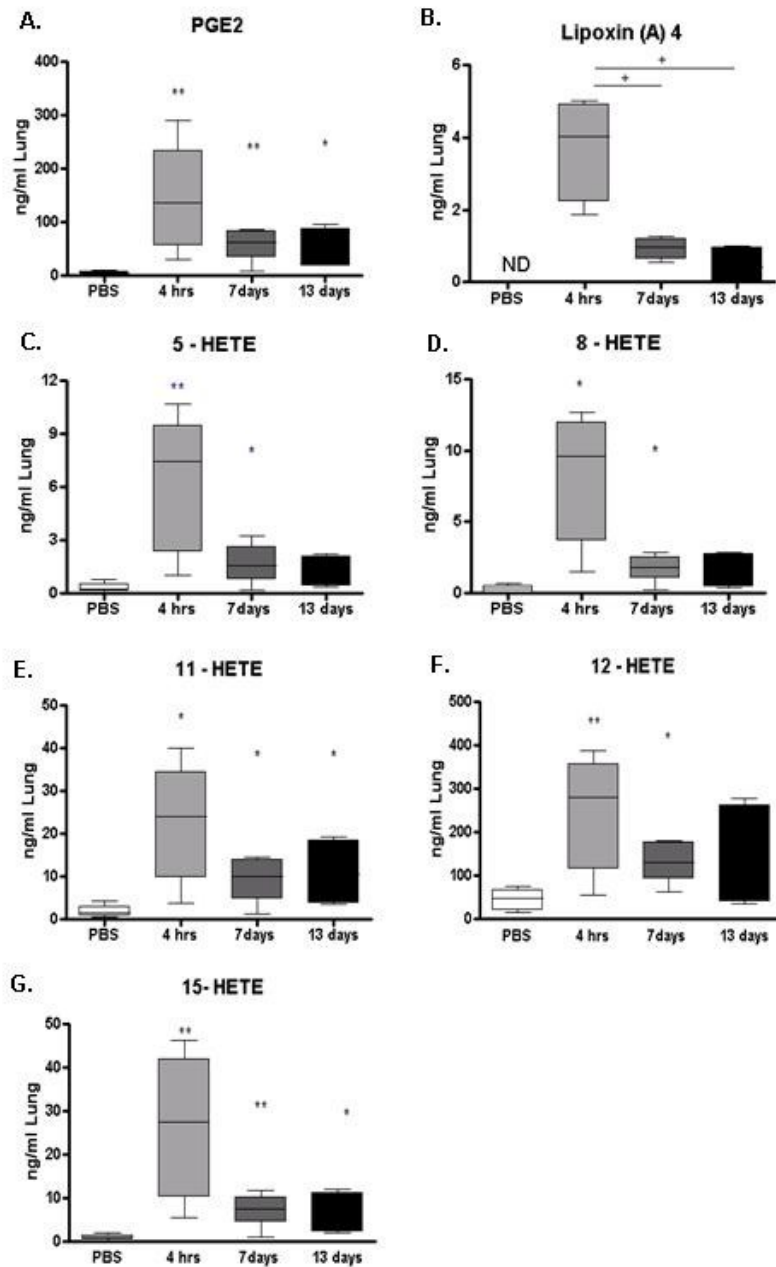 A.
PGE2
ng/ml Lung
400
300
200
100
0
**
**
*
PBS 4 hrs 7days 13 days
B.
Lipoxin (A) 4
ng/ml Lung
6
4
2
0
ND
+
+
PBS 4 hrs 7days 13 days
C.
5 - HETE
ng/ml Lung
12
9
6
3
0
**
*
PBS 4 hrs 7days 13 days
D.
8 - HETE
ng/ml Lung
15
10
5
0
*
*
PBS 4 hrs 7days 13 days
E.
11 - HETE
ng/ml Lung
50
40
30
20
10
0
*
*
*
PBS 4 hrs 7days 13 days
F.
12 - HETE
ng/ml Lung
500
400
300
200
100
0
**
*
PBS 4 hrs 7days 13 days
G.
15- HETE
ng/ml Lung
50
40
30
20
10
0
**
**
*
PBS 4 hrs 7days 13 days